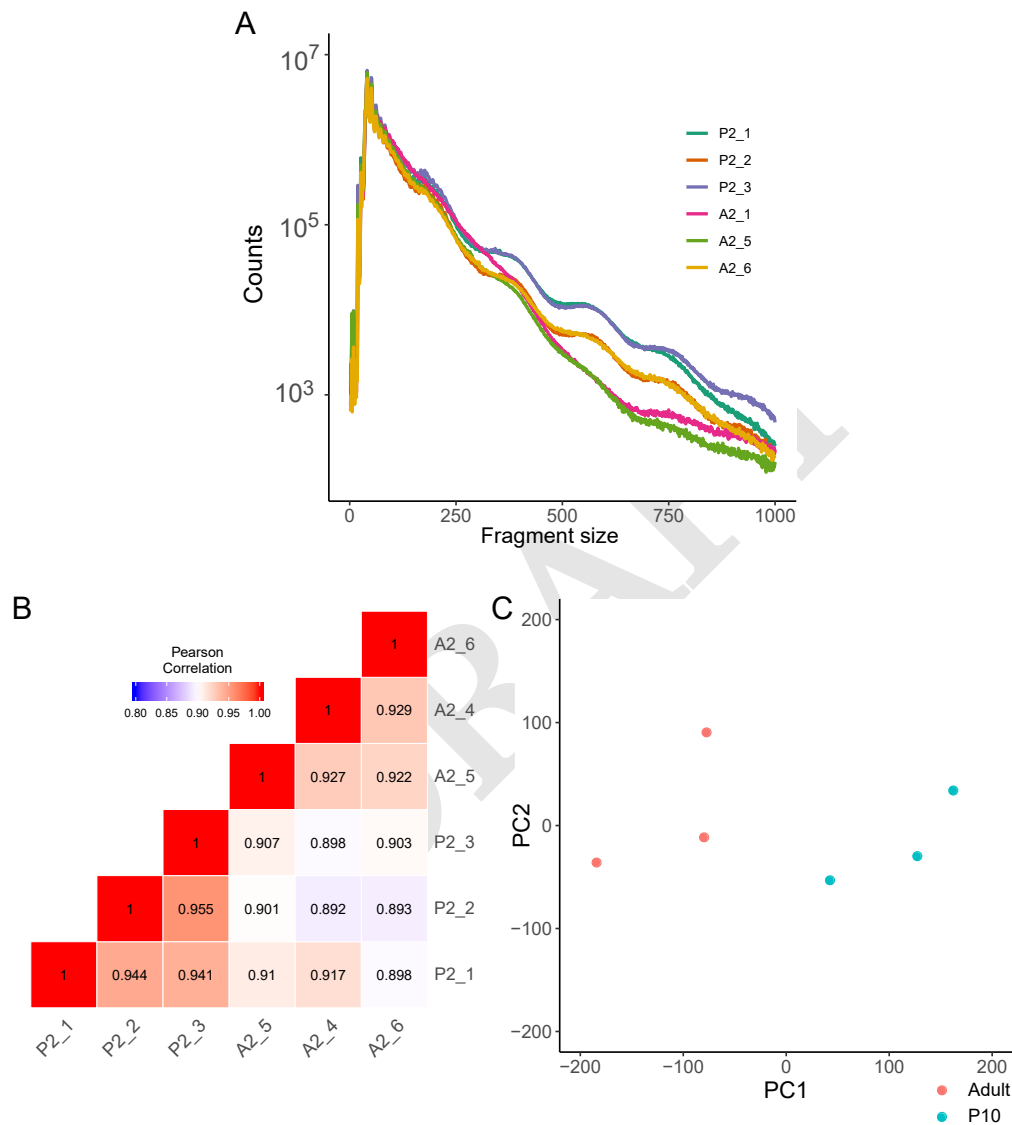 A
10^7
10^5
10^3
Counts
P2_1
P2_2
P2_3
A2_1
A2_5
A2_6
0 250 500 750 1000
Fragment size
B
Pearson
Correlation
0.80 0.85 0.90 0.95 1.00
1 A2_6
1 0.929 A2_4
1 0.927 0.922 A2_5
1 0.907 0.898 0.903 P2_3
1 0.955 0.901 0.892 0.893 P2_2
1 0.944 0.941 0.91 0.917 0.898 P2_1
P2_1 P2_2 P2_3 A2_5 A2_4 A2_6
C
200
100
0
−100
−200
PC2
−200 −100 0 100 200
PC1
Adult
P10
DRAFT